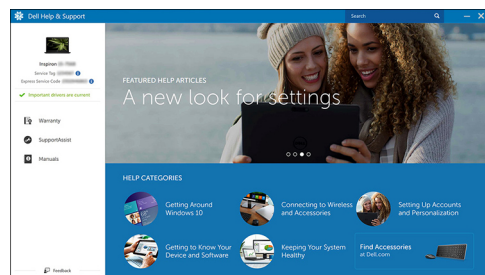 Dell Help & Support
Search
Inspiron
Service Tag
Express Service Code
Important drivers are current
Warranty
SupportAssist
Manuals
Feedback
FEATURED HELP ARTICLES
A new look for settings
HELP CATEGORIES
Getting Around
Windows 10
Connecting to Wireless
and Accessories
Setting Up Accounts
and Personalization
Getting to Know Your
Device and Software
Keeping Your System
Healthy
Find Accessories
at Dell.com